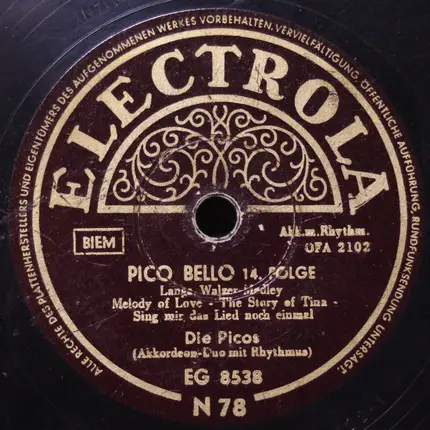 ALLE RECHTE DES PLATTENHERSTELLERS UND EIGENTÜMERS DES AUFGENOMMENEN WERKES VORBEHALTEN. VERVIELFÄLTIGUNG, ÖFFENTLICHE AUFFÜHRUNG, RUNDFUNKSENDUNG UNTERSAGT.
ELECTROLA
BIEM
Akk.m.Rhythm.
OFA 2102
PICO BELLO 14. FOLGE
Langs. Walzer-Medley
Melody of Love - The Story of Tina -
Sing mir das Lied noch einmal
Die Picos
(Akkordeon-Duo mit Rhythmus)
EG 8538
N 78